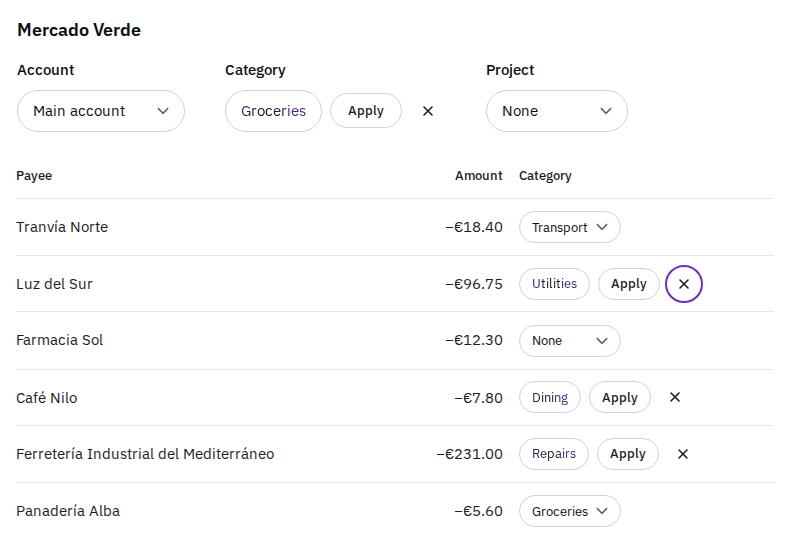 Mercado Verde
Account Category Project
Main account Groceries Apply None
Payee Amount Category
Tranvía Norte −€18.40 Transport
Luz del Sur −€96.75 Utilities Apply
Farmacia Sol −€12.30 None
Café Nilo −€7.80 Dining Apply
Ferretería Industrial del Mediterráneo −€231.00 Repairs Apply
Panadería Alba −€5.60 Groceries